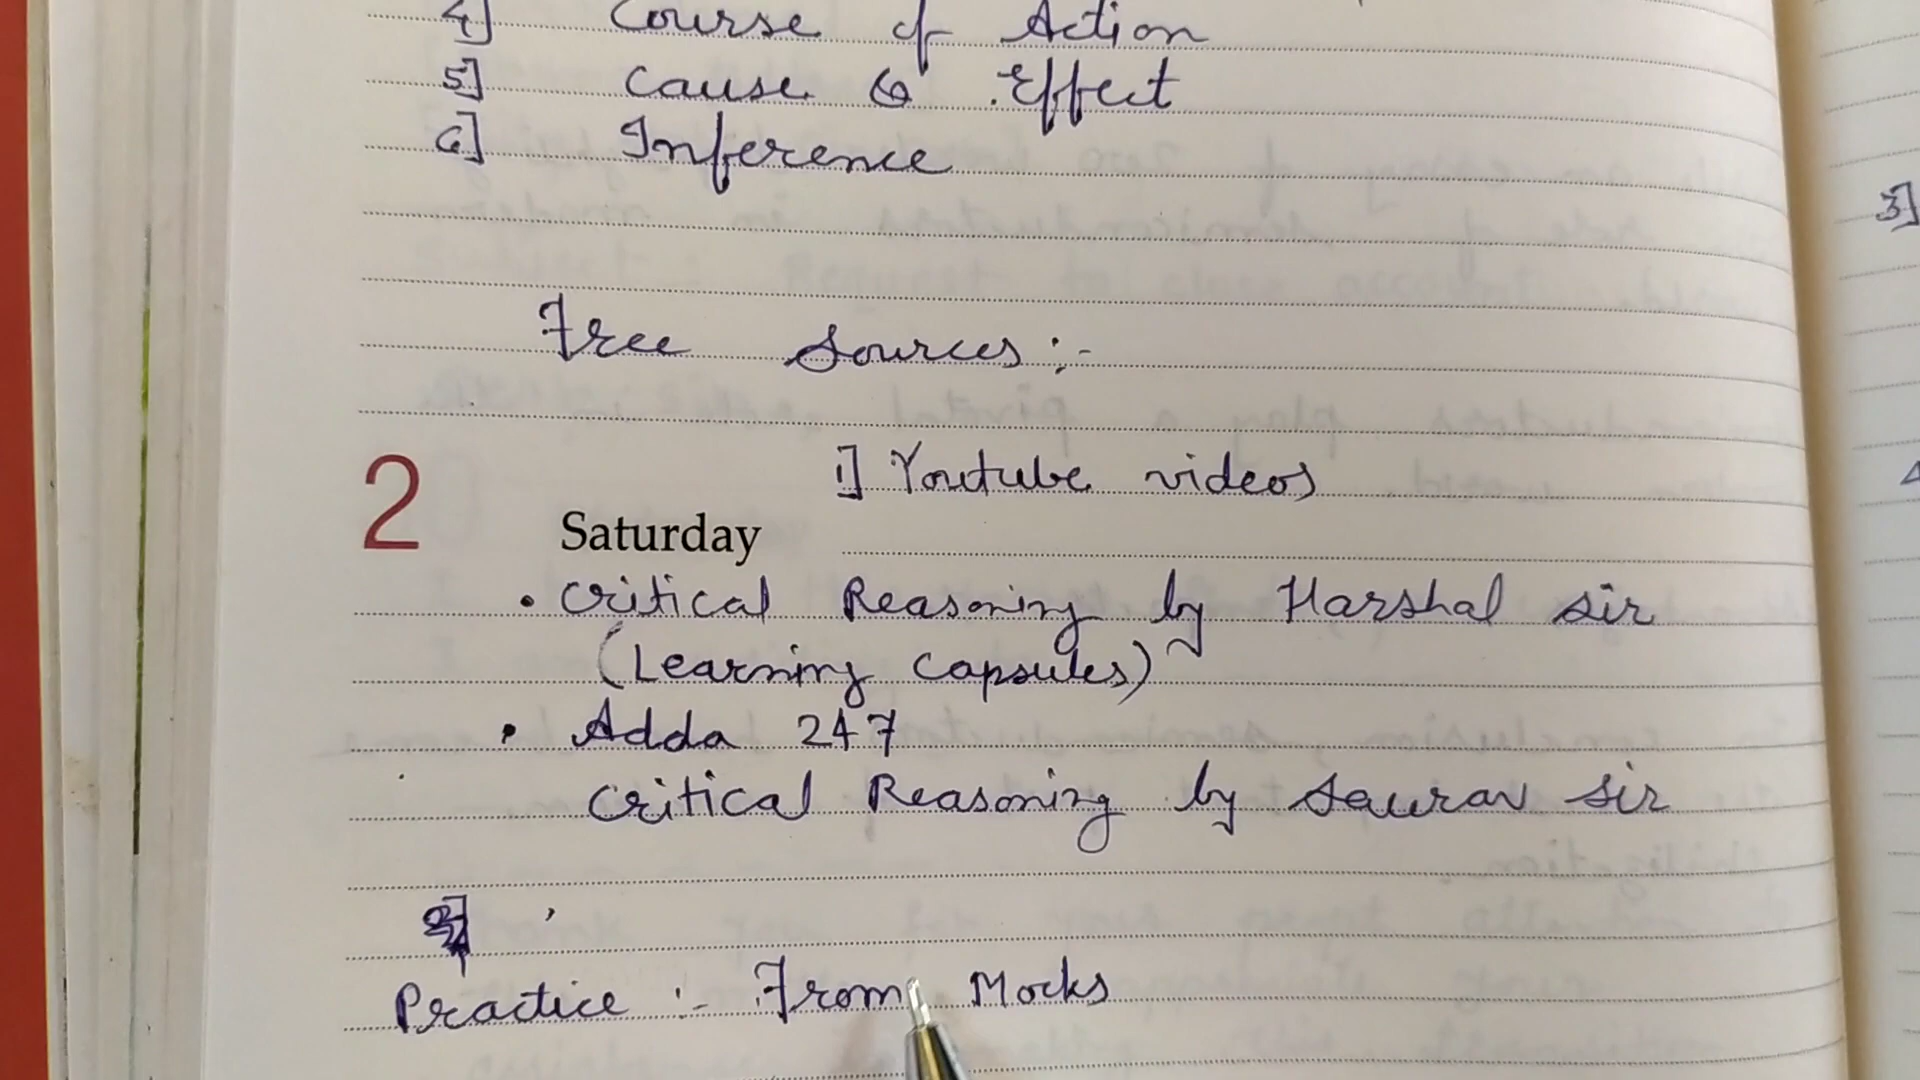 4] Course of Action
5] Cause & Effect
6] Inference
3]
Free Sources :-
1] Youtube videos
2
Saturday
• Critical Reasoning by Harshal sir
(Learning Capsules)
• Adda 247
Critical Reasoning by Saurav sir
Practice :- From Mocks